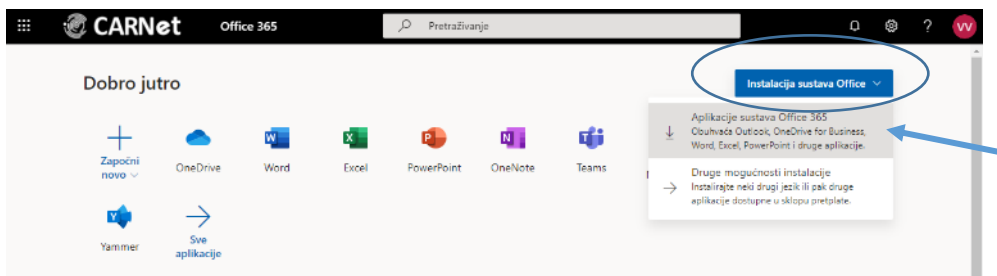 CARNet Office 365 Pretraživanje ? VV
Dobro jutro
Instalacija sustava Office
Aplikacije sustava Office 365
Obuhvaća Outlook, OneDrive for Business,
Word, Excel, PowerPoint i druge aplikacije.
Druge mogućnosti instalacije
Instalirajte neki drugi jezik ili pak druge
aplikacije dostupne u sklopu pretplate.
Započni
novo
OneDrive
Word
Excel
PowerPoint
OneNote
Teams
Yammer
Sve
aplikacije